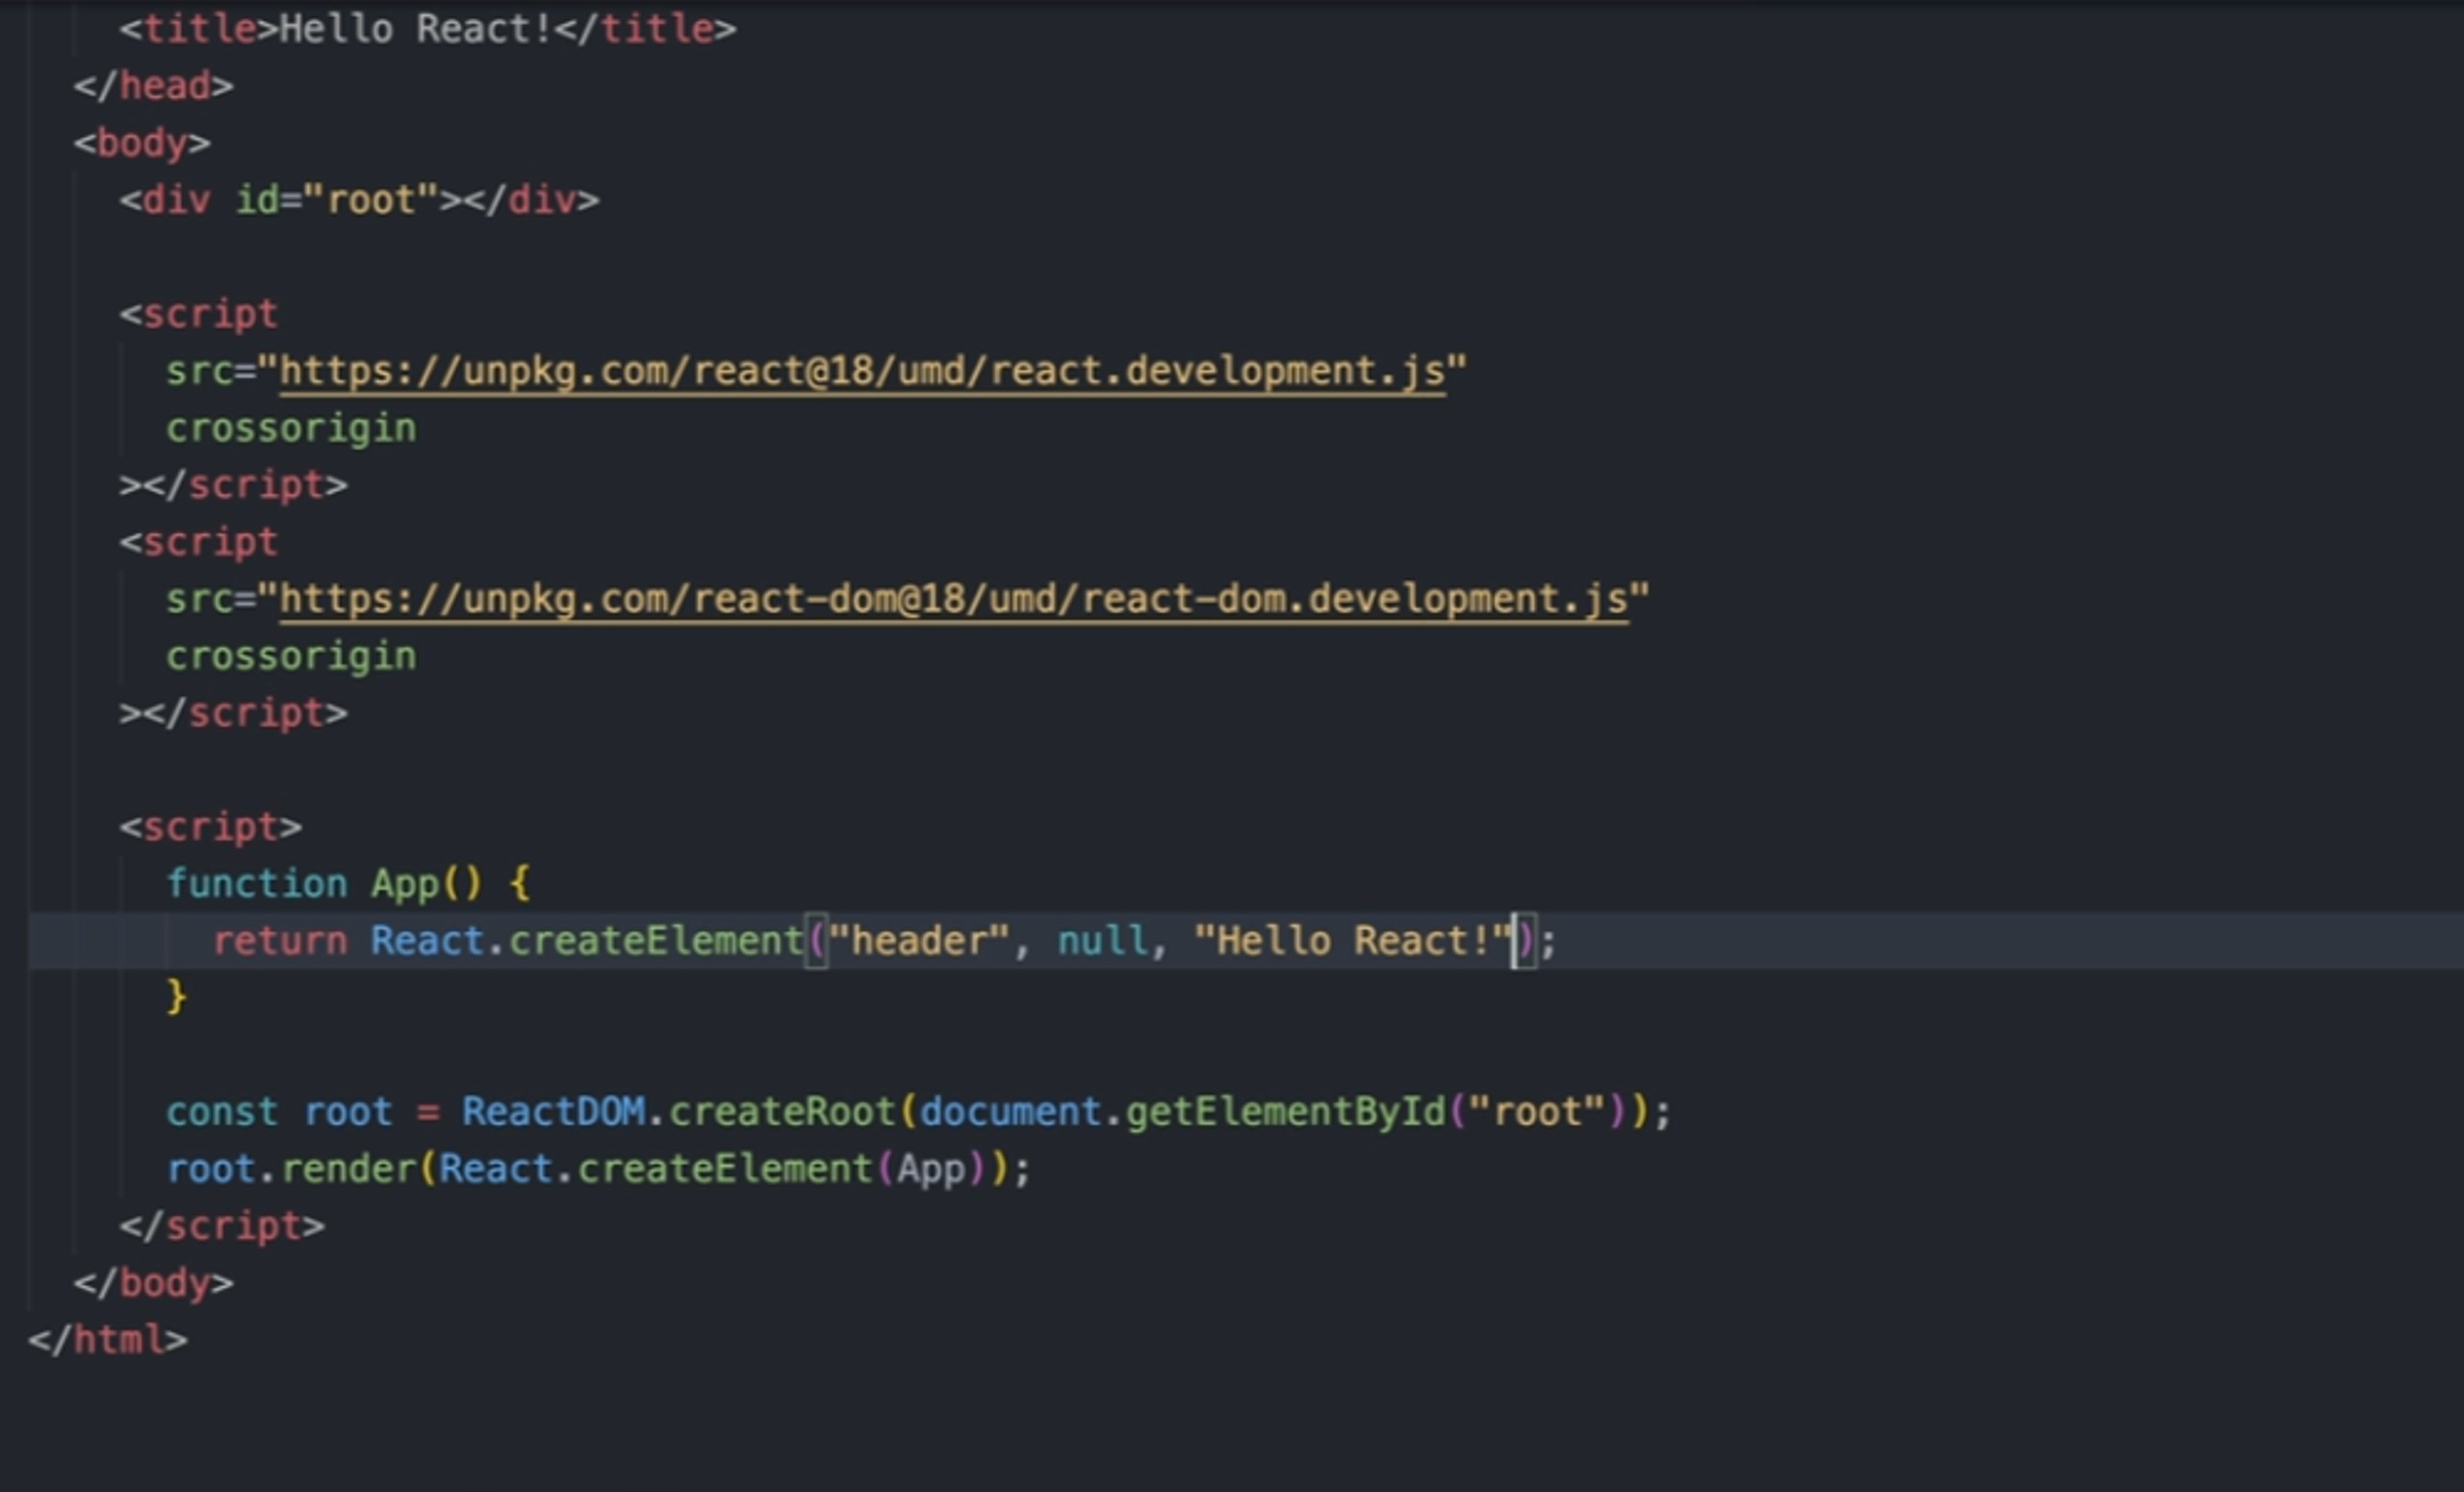 <title>Hello React!</title>
</head>
<body>
<div id="root"></div>
<script
src="https://unpkg.com/react@18/umd/react.development.js"
crossorigin
></script>
<script
src="https://unpkg.com/react-dom@18/umd/react-dom.development.js"
crossorigin
></script>
<script>
function App() {
return React.createElement("header", null, "Hello React!");
}
const root = ReactDOM.createRoot(document.getElementById("root"));
root.render(React.createElement(App));
</script>
</body>
</html>